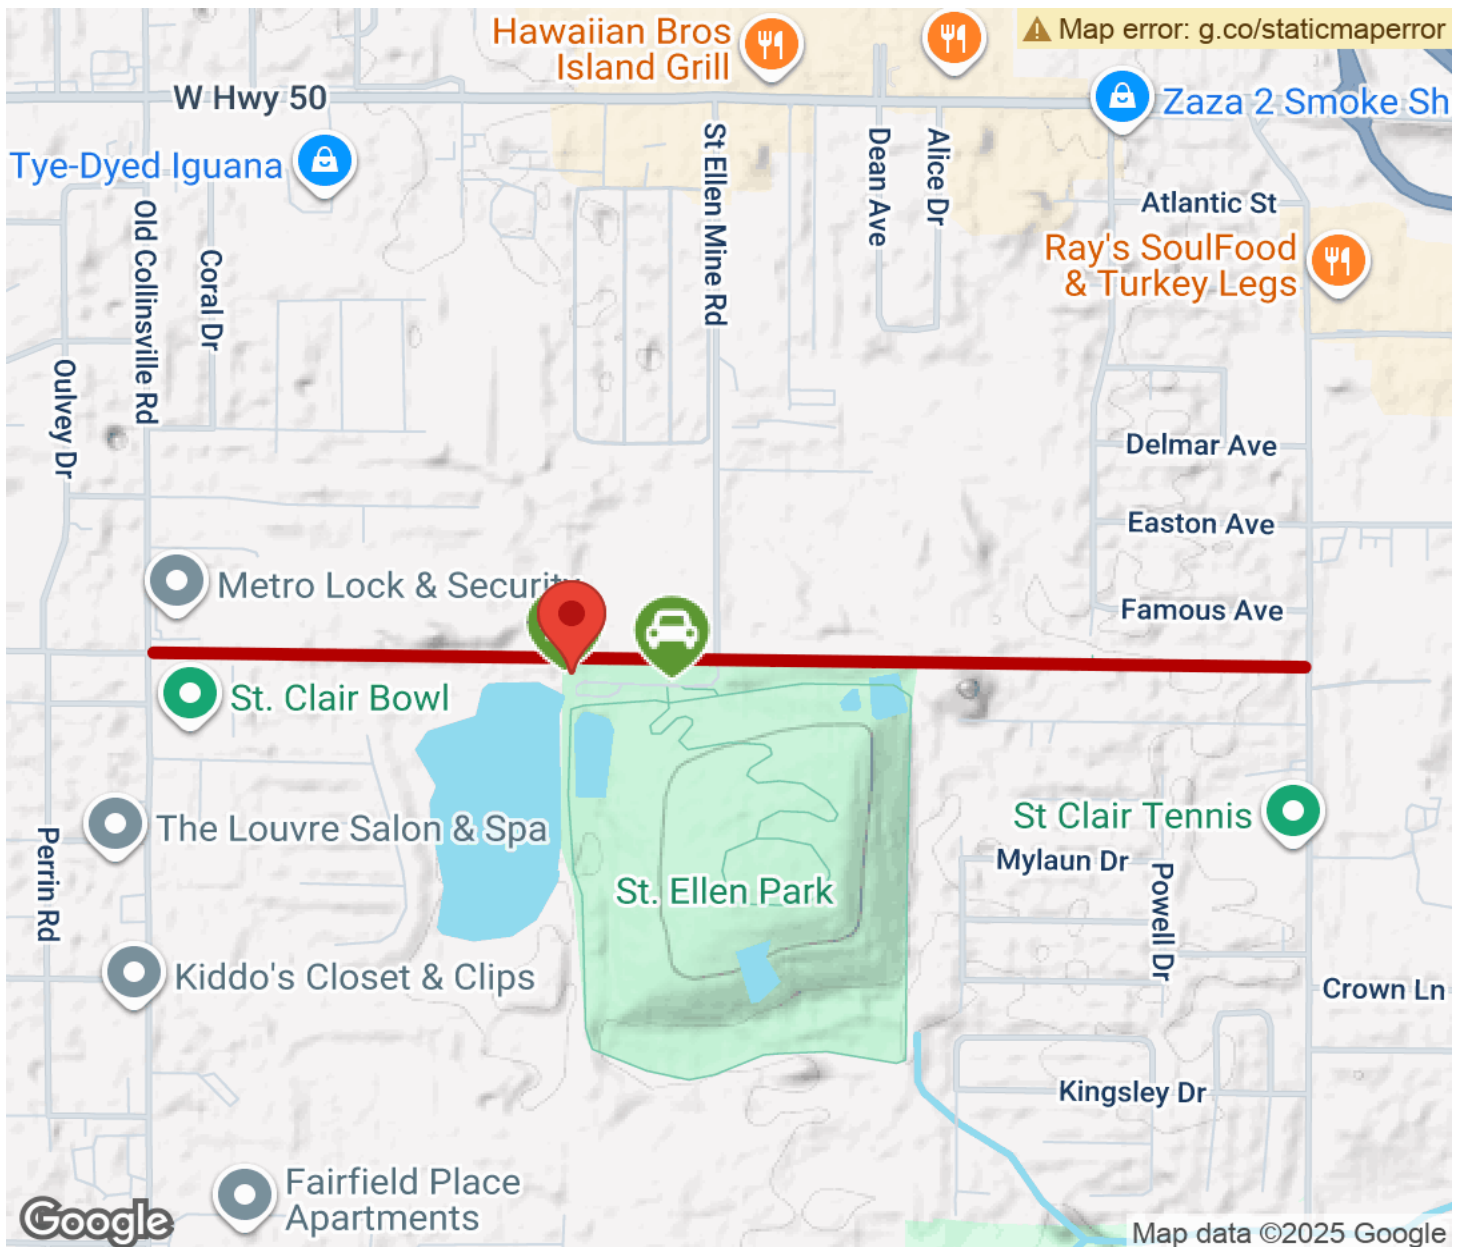 Hawaiian Bros
Island Grill
Map error: g.co/staticmaperror
W Hwy 50
Zaza 2 Smoke Sh
Tye-Dyed Iguana
St Ellen Mine Rd
Dean Ave
Alice Dr
Atlantic St
Old Collinsville Rd
Coral Dr
Ray's SoulFood
& Turkey Legs
Oulvey Dr
Delmar Ave
Easton Ave
Metro Lock & Security
Famous Ave
St. Clair Bowl
The Louvre Salon & Spa
St Clair Tennis
Perrin Rd
Mylaun Dr
Powell Dr
St. Ellen Park
Kiddo's Closet & Clips
Crown Ln
Kingsley Dr
Fairfield Place
Apartments
Google
Map data ©2025 Google